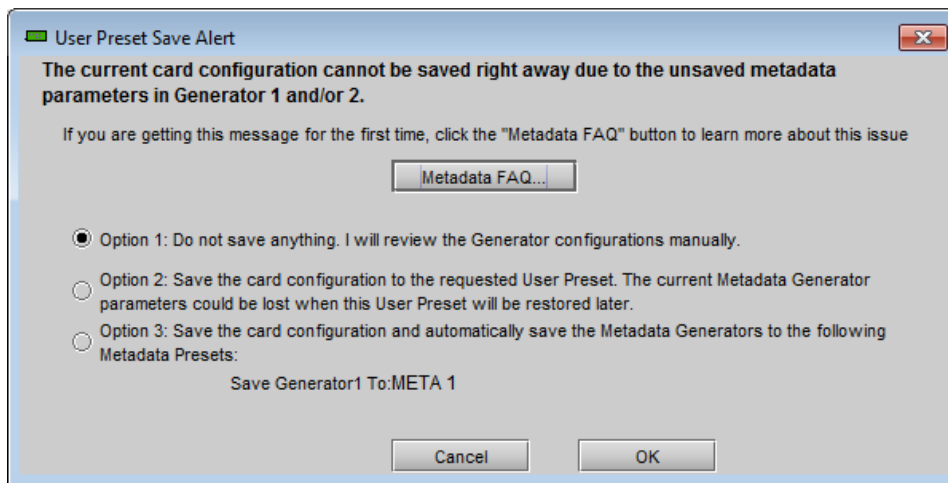 User Preset Save Alert
The current card configuration cannot be saved right away due to the unsaved metadata
parameters in Generator 1 and/or 2.
If you are getting this message for the first time, click the "Metadata FAQ" button to learn more about this issue
Metadata FAQ...
Option 1: Do not save anything. I will review the Generator configurations manually.
Option 2: Save the card configuration to the requested User Preset. The current Metadata Generator
parameters could be lost when this User Preset will be restored later.
Option 3: Save the card configuration and automatically save the Metadata Generators to the following
Metadata Presets:
Save Generator1 To:META 1
Cancel OK